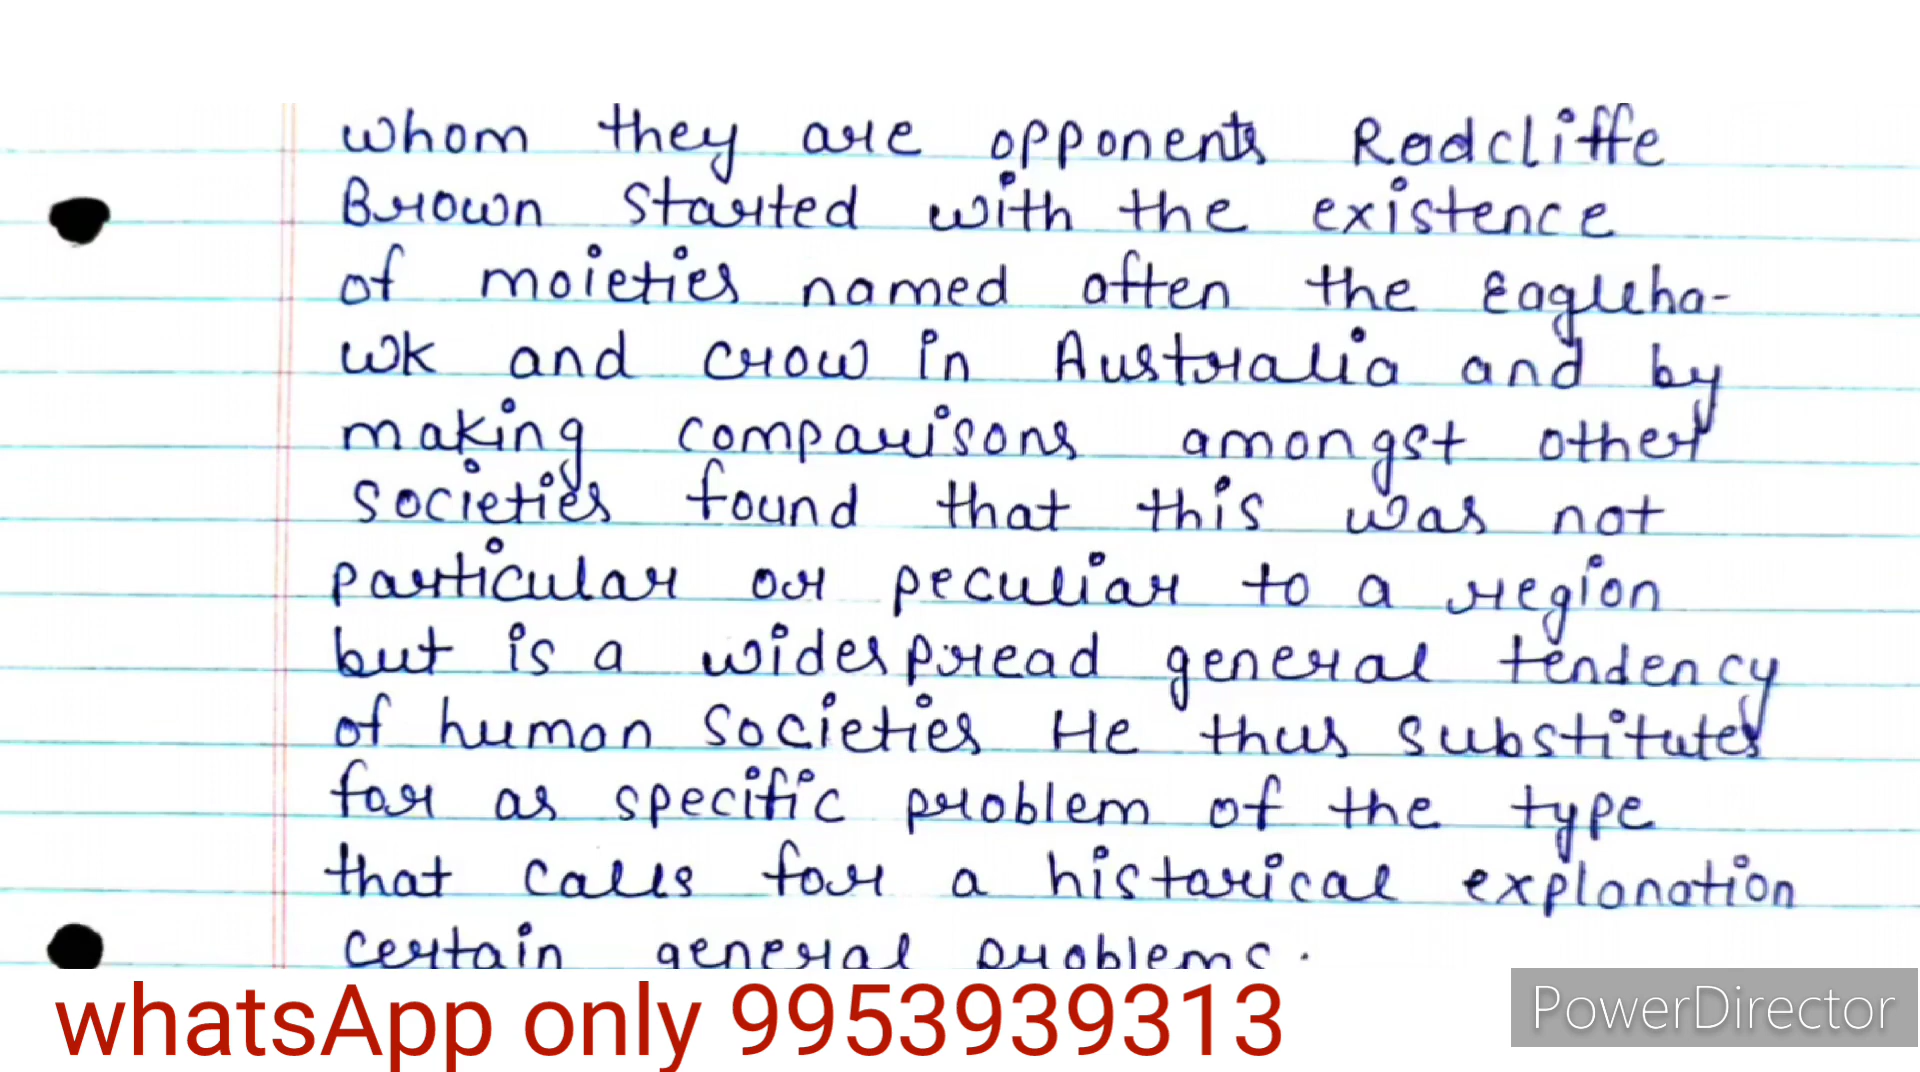 whom they are opponents Radcliffe
Brown started with the existence
of moieties named often the Eagleha-
wk and crow in Australia and by
making comparisons amongst other
societies found that this was not
particular or peculiar to a region
but is a widespread general tendency
of human societies He thus substitutes
for as specific problem of the type
that calls for a historical explanation
certain general problems.
whatsApp only 9953939313
PowerDirector